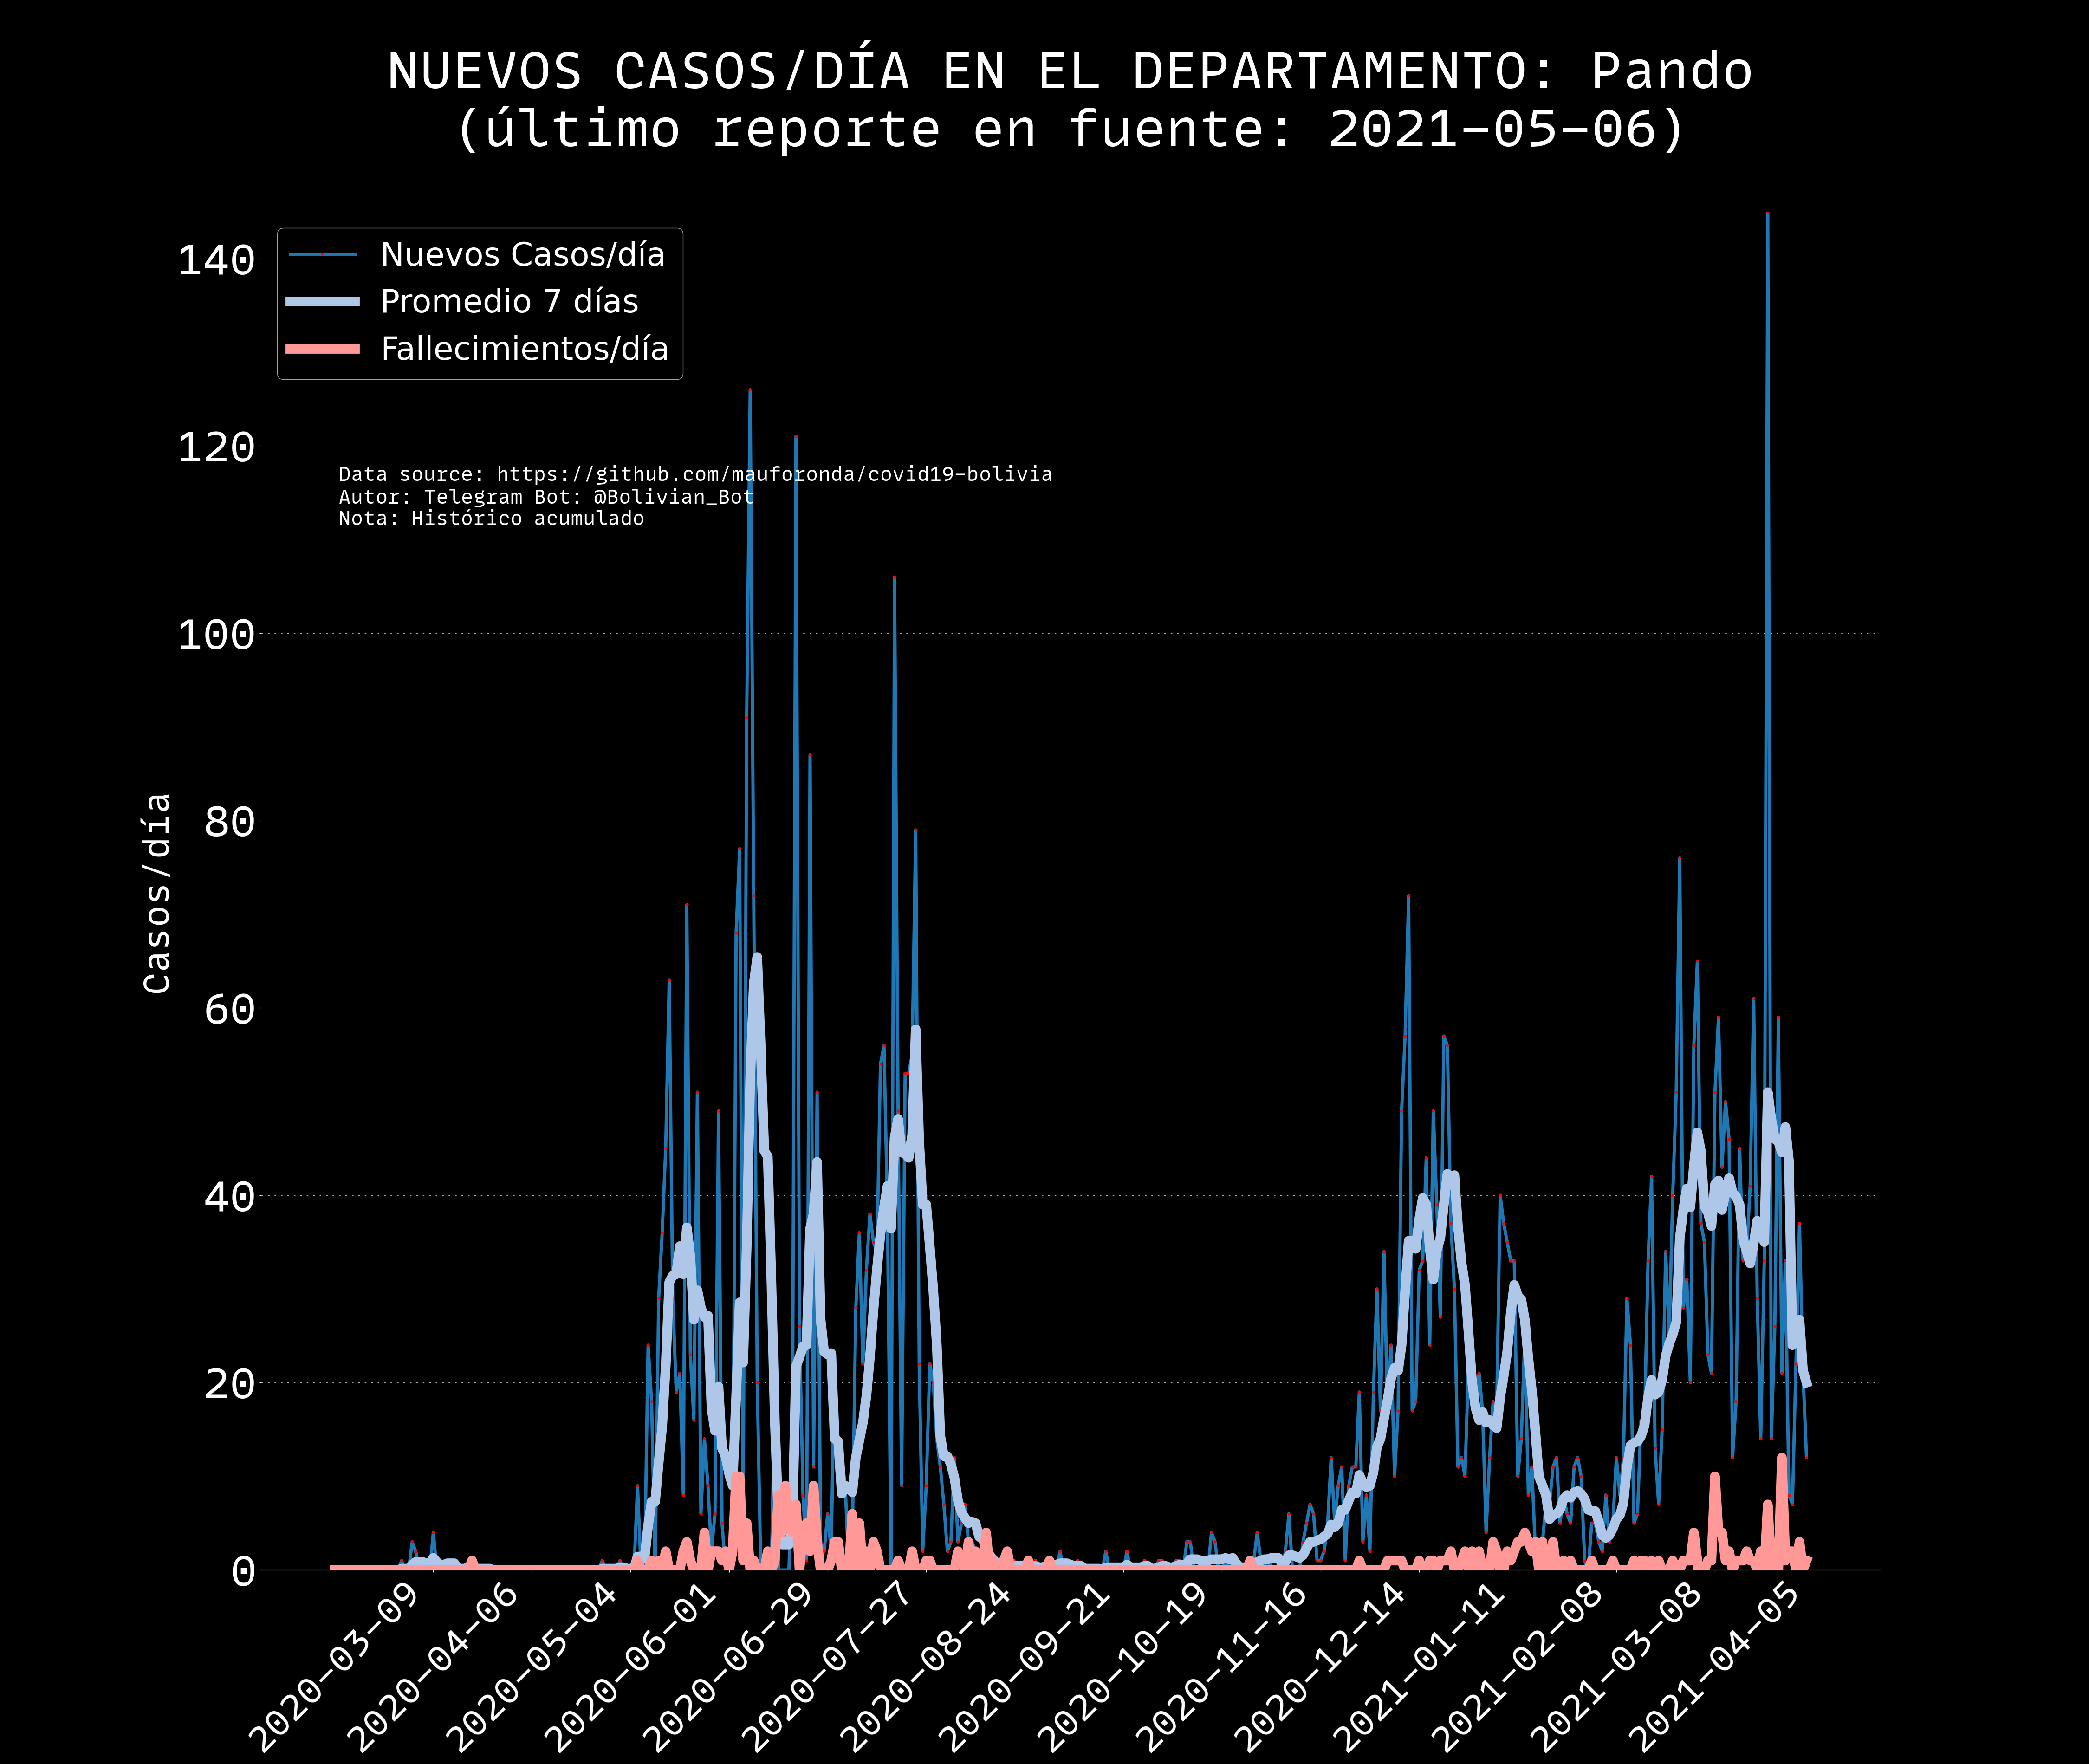 NUEVOS CASOS/DÍA EN EL DEPARTAMENTO: Pando
(último reporte en fuente: 2021-05-06)
Nuevos Casos/día
Promedio 7 días
Fallecimientos/día
Data source: https://github.com/mauforonda/covid19-bolivia
Autor: Telegram Bot: @Bolivian_Bot
Nota: Histórico acumulado
Casos/día
140
120
100
80
60
40
20
0
2020-03-09
2020-04-06
2020-05-04
2020-06-01
2020-06-29
2020-07-27
2020-08-24
2020-09-21
2020-10-19
2020-11-16
2020-12-14
2021-01-11
2021-02-08
2021-03-08
2021-04-05